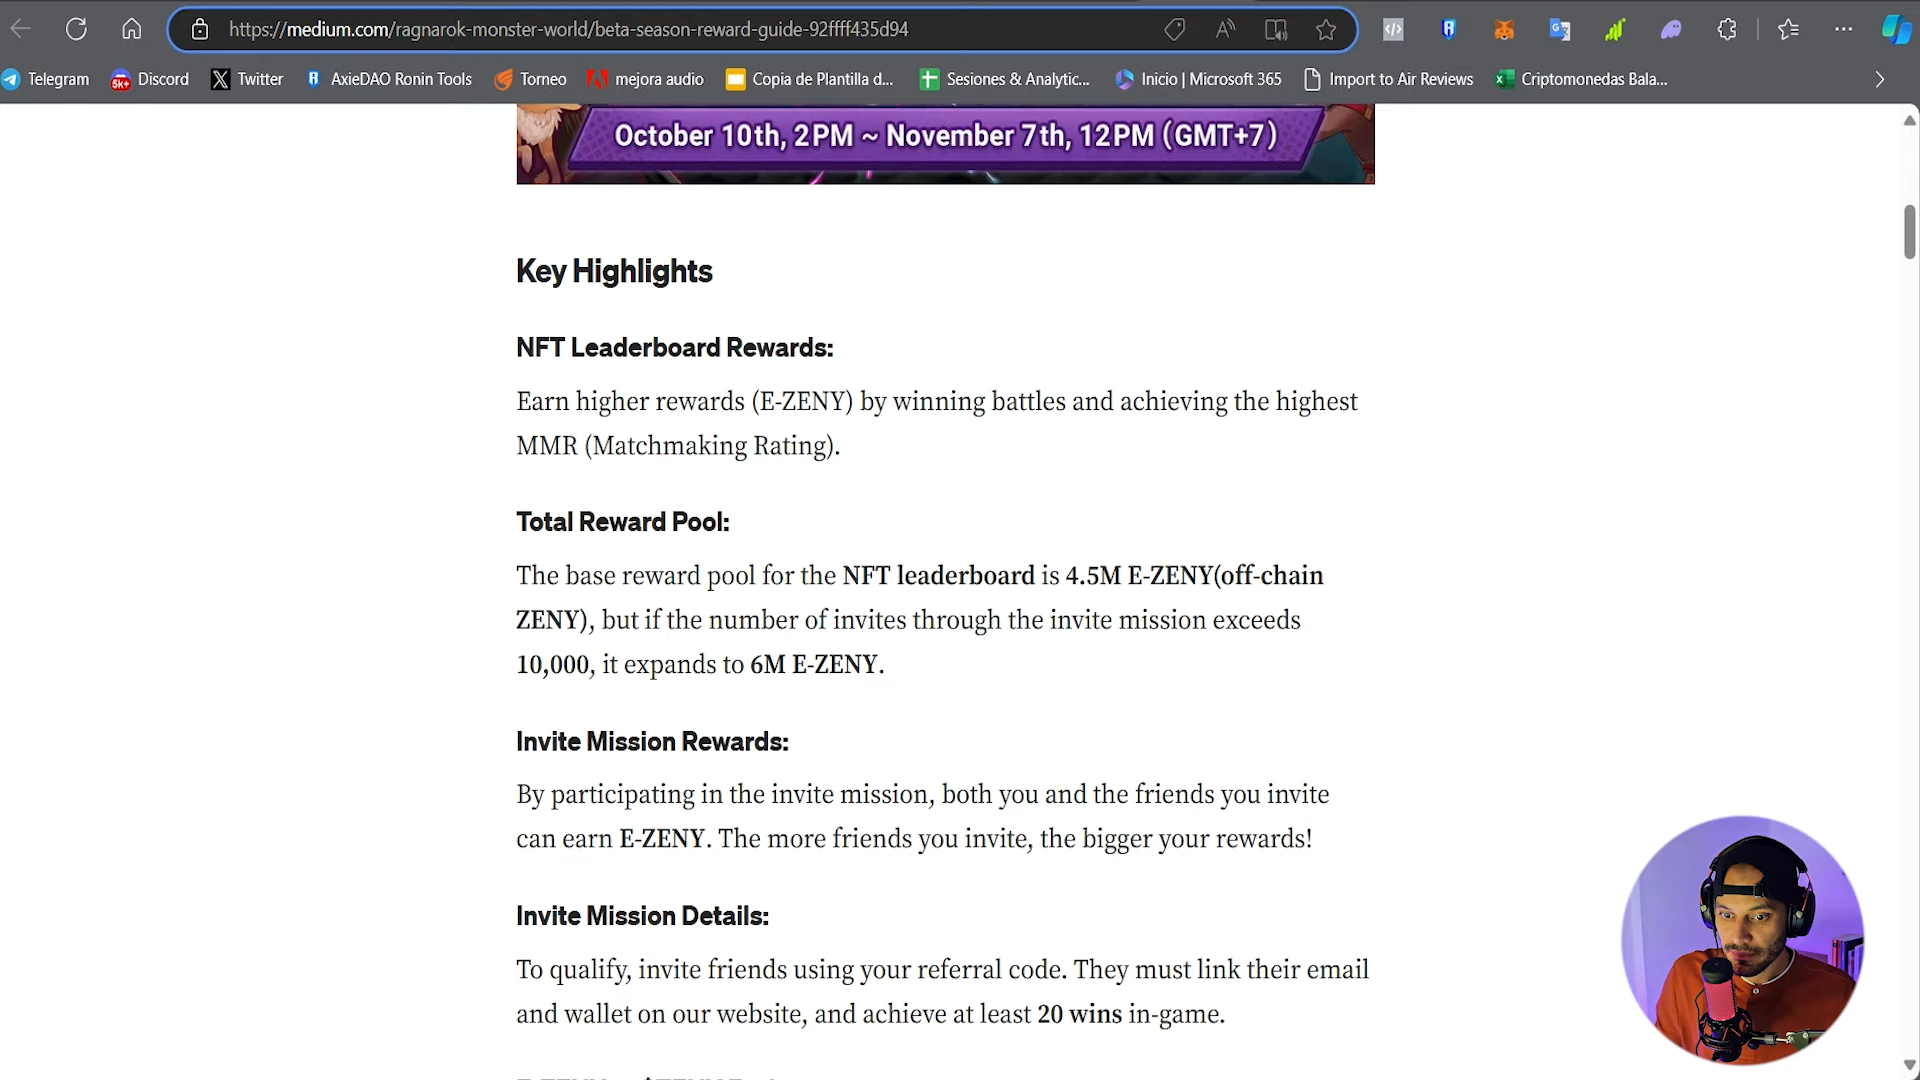 https://medium.com/ragnarok-monster-world/beta-season-reward-guide-92ffff435d94
Telegram
5K+ Discord
Twitter
AxieDAO Ronin Tools
Torneo
mejora audio
Copia de Plantilla d...
Sesiones & Analytic...
Inicio | Microsoft 365
Import to Air Reviews
Criptomonedas Bala...
October 10th, 2PM ~ November 7th, 12PM (GMT+7)
Key Highlights
NFT Leaderboard Rewards:
Earn higher rewards (E-ZENY) by winning battles and achieving the highest
MMR (Matchmaking Rating).
Total Reward Pool:
The base reward pool for the NFT leaderboard is 4.5M E-ZENY(off-chain
ZENY), but if the number of invites through the invite mission exceeds
10,000, it expands to 6M E-ZENY.
Invite Mission Rewards:
By participating in the invite mission, both you and the friends you invite
can earn E-ZENY. The more friends you invite, the bigger your rewards!
Invite Mission Details:
To qualify, invite friends using your referral code. They must link their email
and wallet on our website, and achieve at least 20 wins in-game.